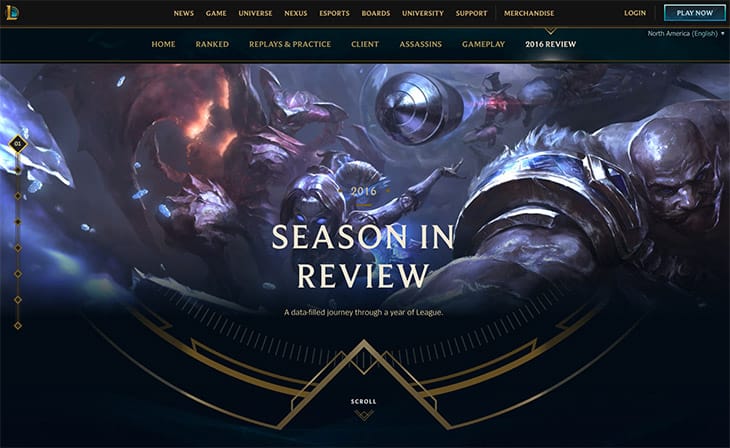 NEWS GAME UNIVERSE NEXUS ESPORTS BOARDS UNIVERSITY SUPPORT MERCHANDISE LOGIN PLAY NOW
North America (English)
HOME RANKED REPLAYS & PRACTICE CLIENT ASSASSINS GAMEPLAY 2016 REVIEW
01
2016
SEASON IN
REVIEW
A data-filled journey through a year of League.
SCROLL